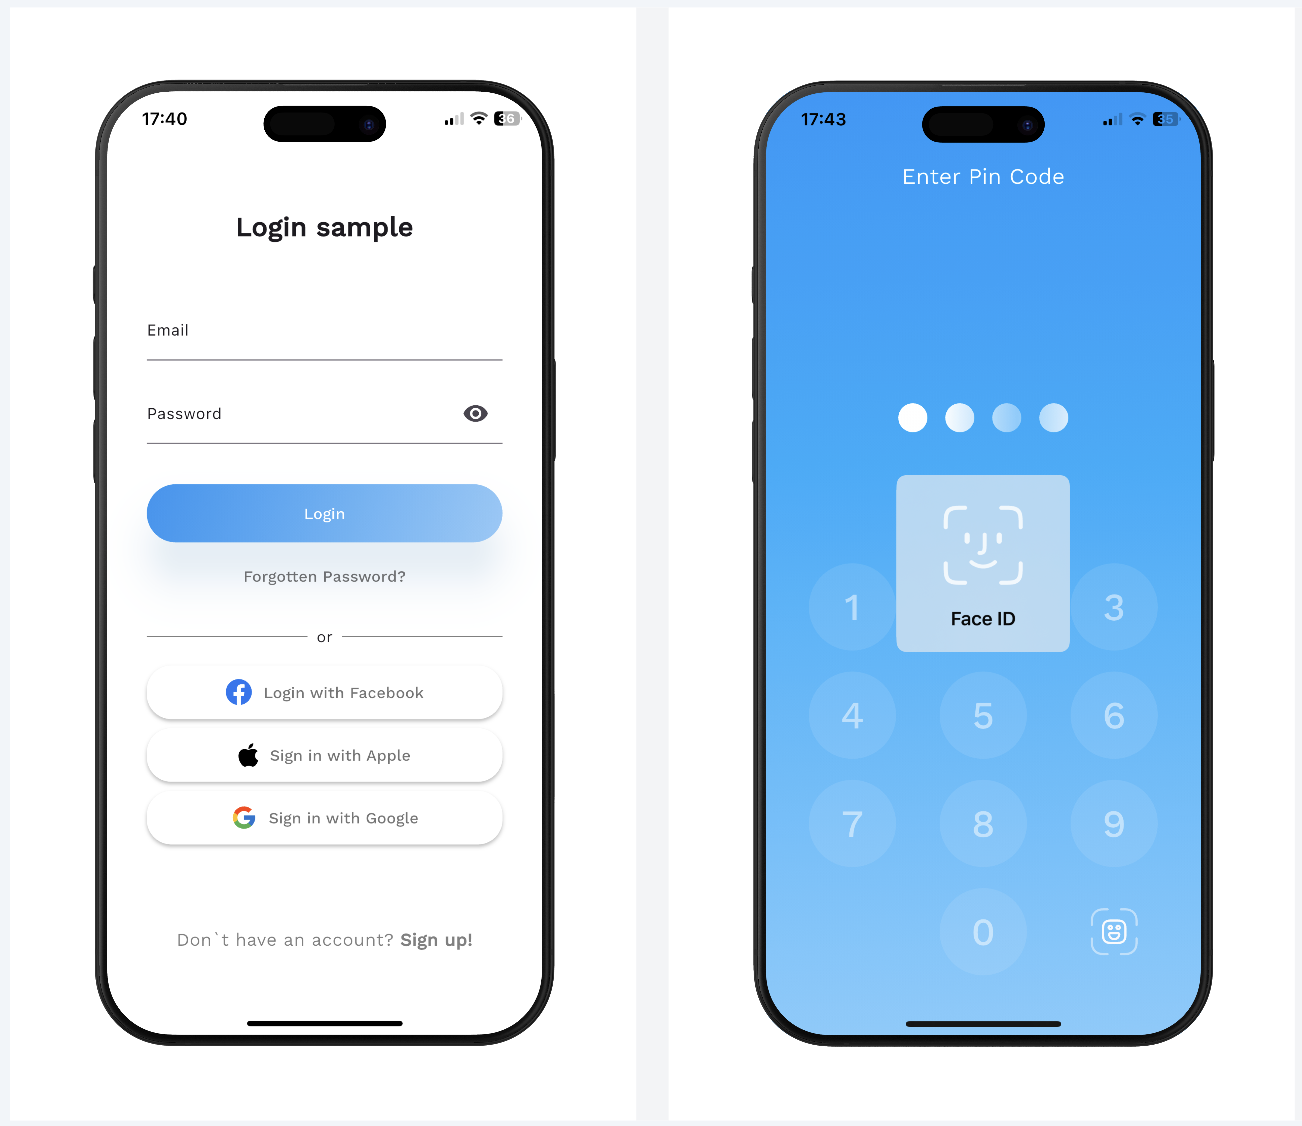 17:40
36
Login sample
Email
Password
Login
Forgotten Password?
or
Login with Facebook
Sign in with Apple
Sign in with Google
Don`t have an account? Sign up!
17:43
35
Enter Pin Code
Face ID
1
3
4 5 6
7 8 9
0